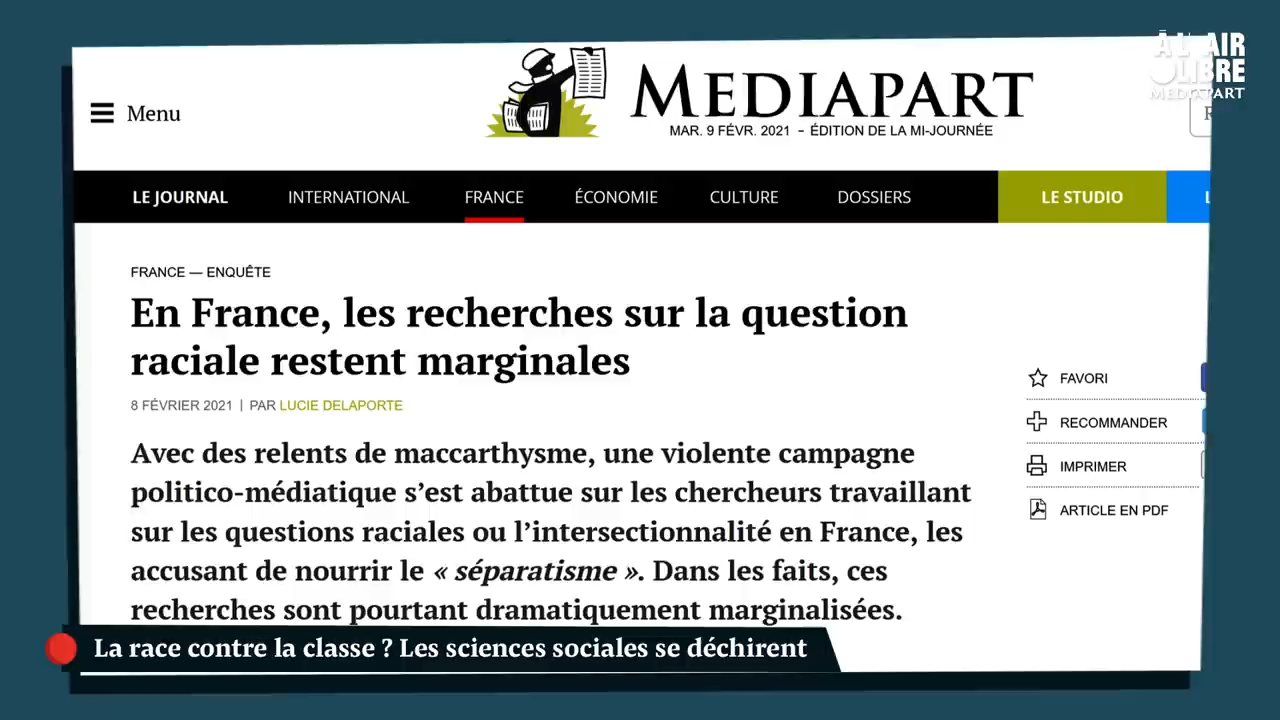 À L'AIR
LIBRE
MEDIAPART
Menu
MEDIAPART
MAR. 9 FÉVR. 2021 - ÉDITION DE LA MI-JOURNÉE
LE JOURNAL
INTERNATIONAL
FRANCE
ÉCONOMIE
CULTURE
DOSSIERS
LE STUDIO
FRANCE — ENQUÊTE
En France, les recherches sur la question
raciale restent marginales
8 FÉVRIER 2021 | PAR LUCIE DELAPORTE
Avec des relents de maccarthysme, une violente campagne
politico-médiatique s'est abattue sur les chercheurs travaillant
sur les questions raciales ou l'intersectionnalité en France, les
accusant de nourrir le « séparatisme ». Dans les faits, ces
recherches sont pourtant dramatiquement marginalisées.
FAVORI
RECOMMANDER
IMPRIMER
ARTICLE EN PDF
La race contre la classe ? Les sciences sociales se déchirent